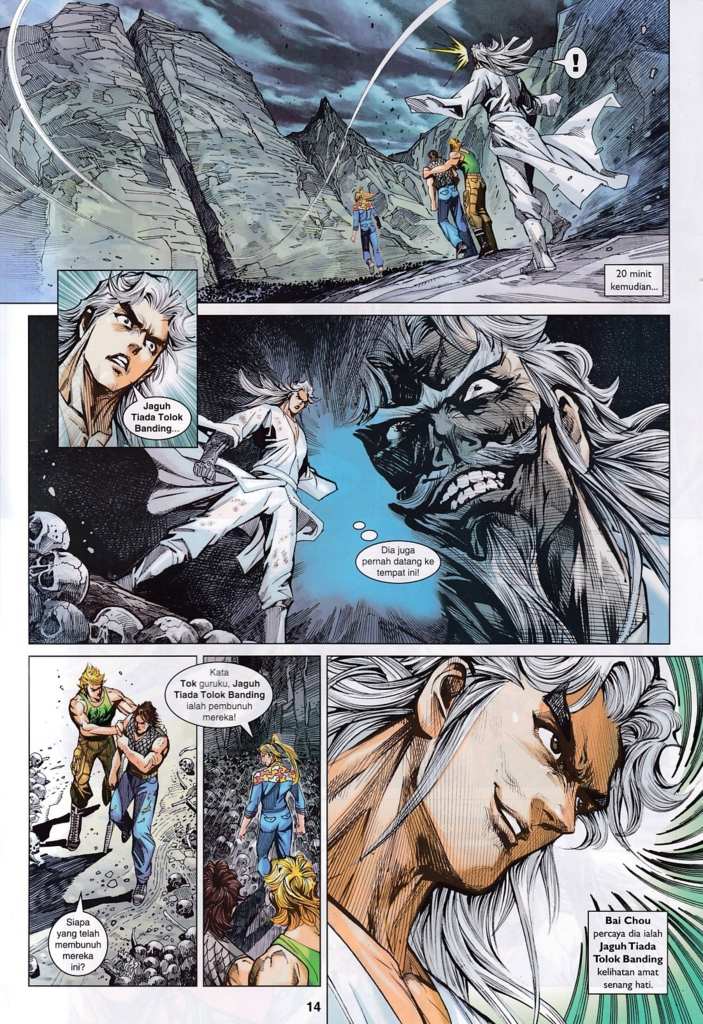 !
20 minit
kemudian...
Jaguh
Tiada Tolok
Banding...
Dia juga
pernah datang ke
tempat ini!
Siapa
yang telah
membunuh
mereka
ini?
Kata
Tok guruku, Jaguh
Tiada Tolok Banding
ialah pembunuh
mereka!
Bai Chou
percaya dia ialah
Jaguh Tiada
Tolok Banding
kelihatan amat
senang hati.
14